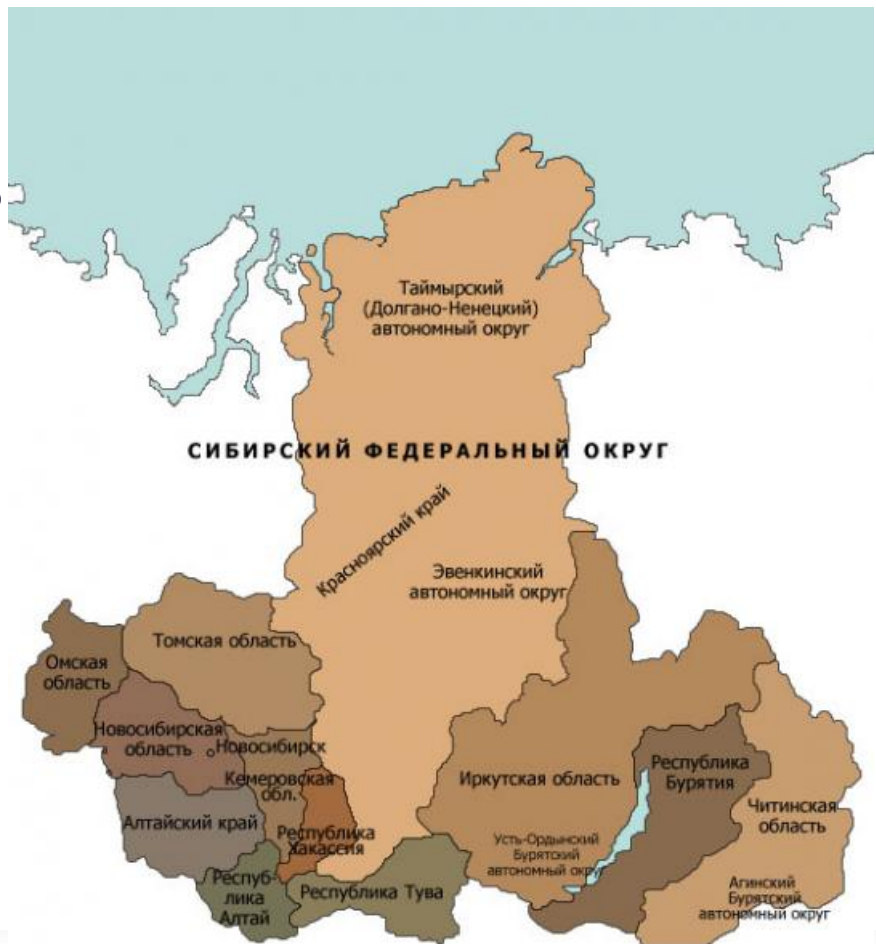 Таймырский
(Долгано-Ненецкий)
автономный округ
СИБИРСКИЙ ФЕДЕРАЛЬНЫЙ ОКРУГ
Красноярский край
Эвенкинский
автономный округ
Томская область
Омская
область
Новосибирская
область
Новосибирск
Кемеровская
обл.
Алтайский край
Республика
Хакассия
Респуб-
лика
Алтай
Республика Тува
Иркутская область
Усть-Ордынский
Бурятский
автономный округ
Республика
Бурятия
Читинская
область
Агинский
Бурятский
автономный округ